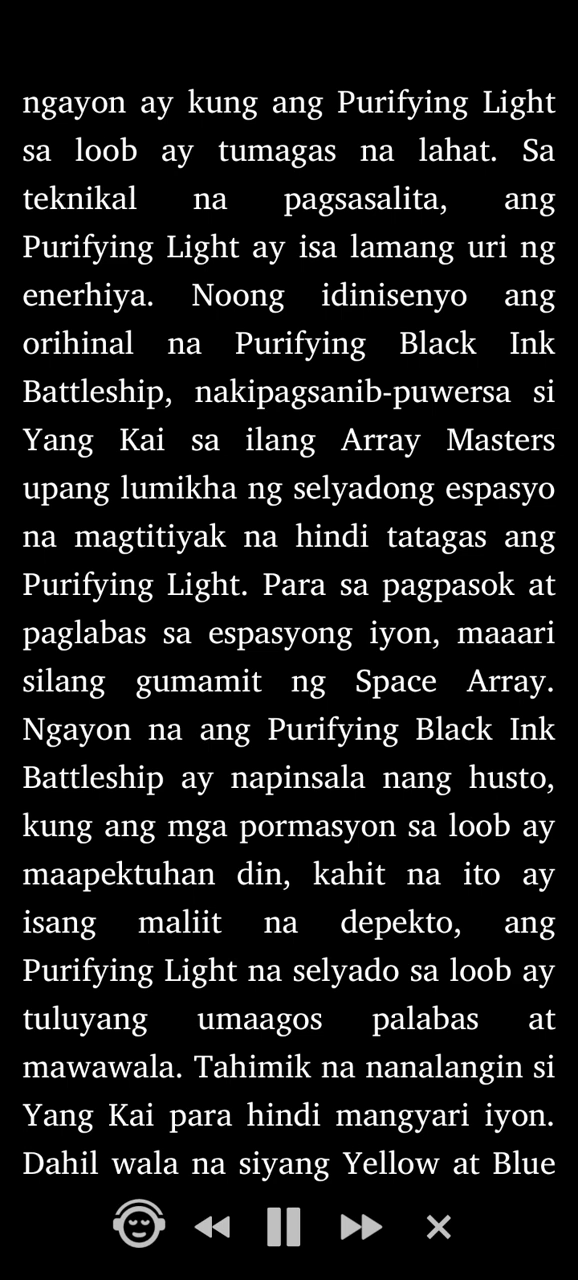 ngayon ay kung ang Purifying Light
sa loob ay tumagas na lahat. Sa
teknikal na pagsasalita, ang
Purifying Light ay isa lamang uri ng
enerhiya. Noong idinisenyo ang
orihinal na Purifying Black Ink
Battleship, nakipagsanib-puwersa si
Yang Kai sa ilang Array Masters
upang lumikha ng selyadong espasyo
na magtitiyak na hindi tatagas ang
Purifying Light. Para sa pagpasok at
paglabas sa espasyong iyon, maaari
silang gumamit ng Space Array.
Ngayon na ang Purifying Black Ink
Battleship ay napinsala nang husto,
kung ang mga pormasyon sa loob ay
maapektuhan din, kahit na ito ay
isang maliit na depekto, ang
Purifying Light na selyado sa loob ay
tuluyang umaagos palabas at
mawawala. Tahimik na nanalangin si
Yang Kai para hindi mangyari iyon.
Dahil wala na siyang Yellow at Blue